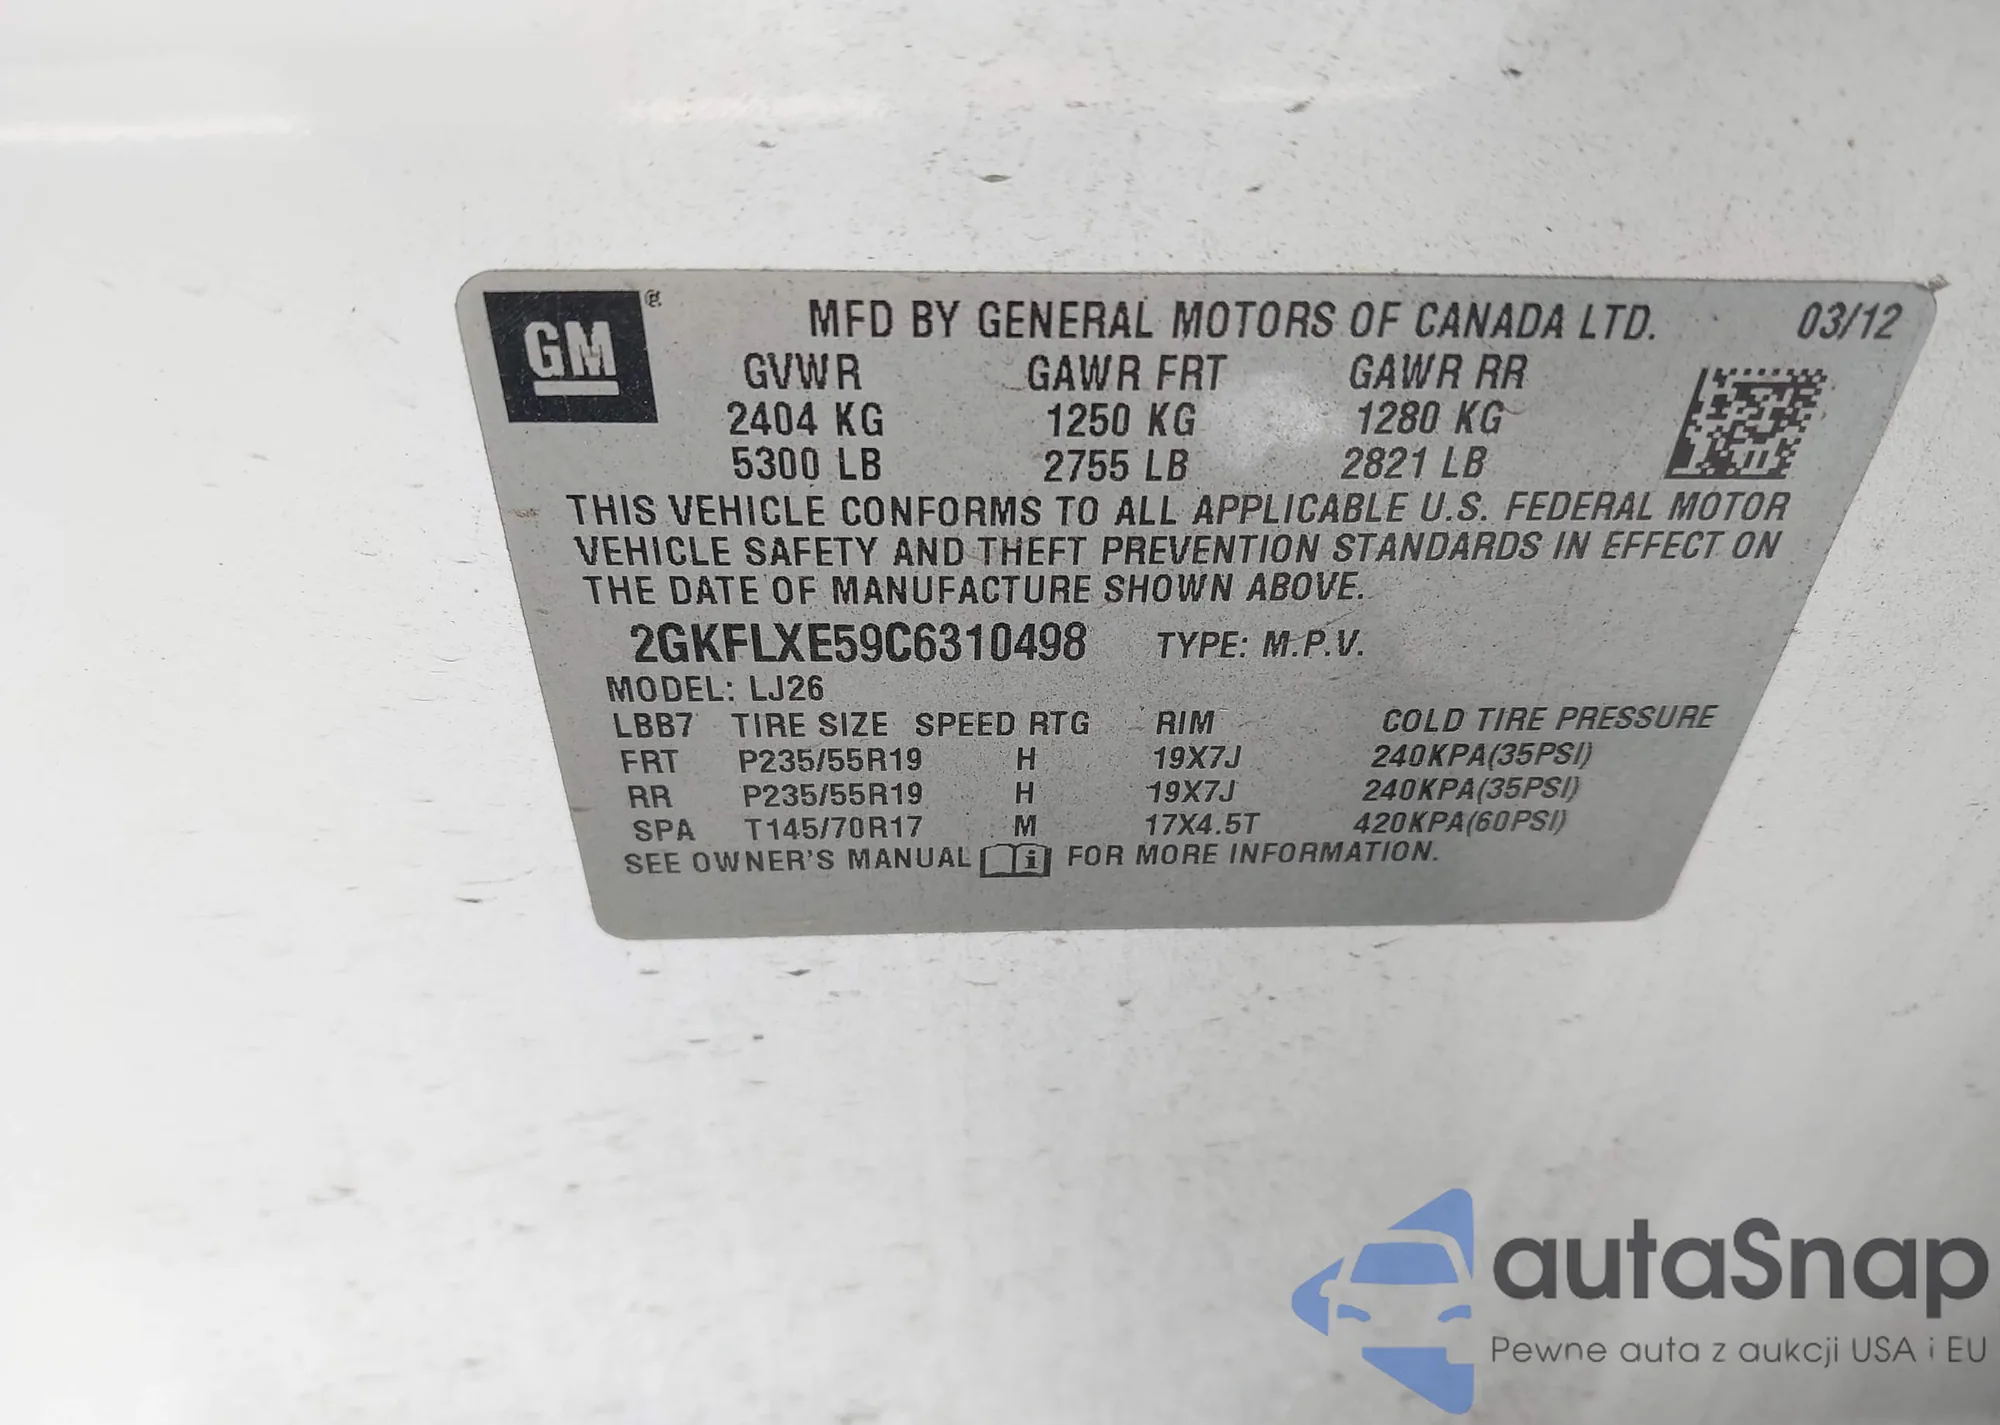 GM ®
MFD BY GENERAL MOTORS OF CANADA LTD. 03/12
GVWR GAWR FRT GAWR RR
2404 KG 1250 KG 1280 KG
5300 LB 2755 LB 2821 LB
THIS VEHICLE CONFORMS TO ALL APPLICABLE U.S. FEDERAL MOTOR
VEHICLE SAFETY AND THEFT PREVENTION STANDARDS IN EFFECT ON
THE DATE OF MANUFACTURE SHOWN ABOVE.
2GKFLXE59C6310498 TYPE: M.P.V.
MODEL: LJ26
LBB7 TIRE SIZE SPEED RTG RIM COLD TIRE PRESSURE
FRT P235/55R19 H 19X7J 240KPA(35PSI)
RR P235/55R19 H 19X7J 240KPA(35PSI)
SPA T145/70R17 M 17X4.5T 420KPA(60PSI)
SEE OWNER'S MANUAL i FOR MORE INFORMATION.
autaSnap
Pewne auta z aukcji USA i EU